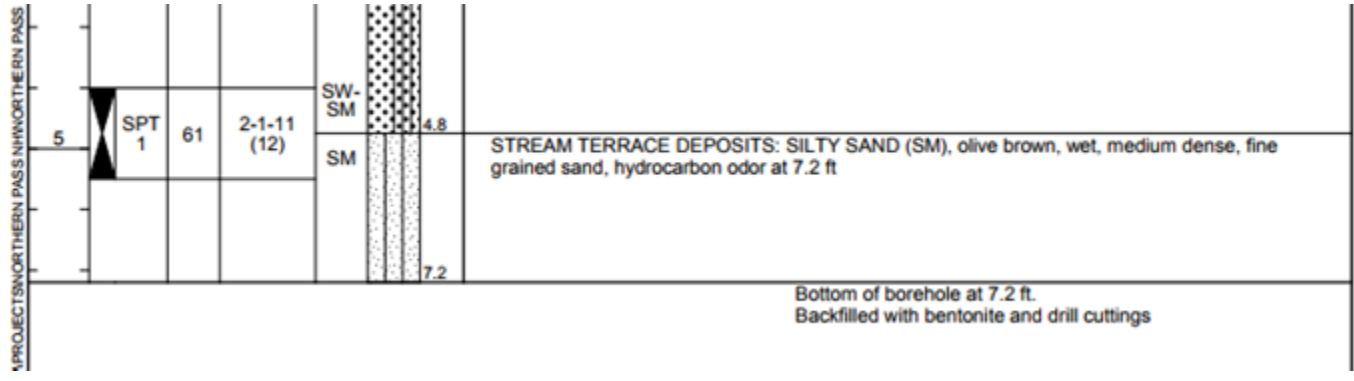 APROJECTS\NORTHERN PASS NH\NORTHERN PASS
5
SPT
1
61
2-1-11
(12)
SW-
SM
SM
4.8
STREAM TERRACE DEPOSITS: SILTY SAND (SM), olive brown, wet, medium dense, fine
grained sand, hydrocarbon odor at 7.2 ft
7.2
Bottom of borehole at 7.2 ft.
Backfilled with bentonite and drill cuttings